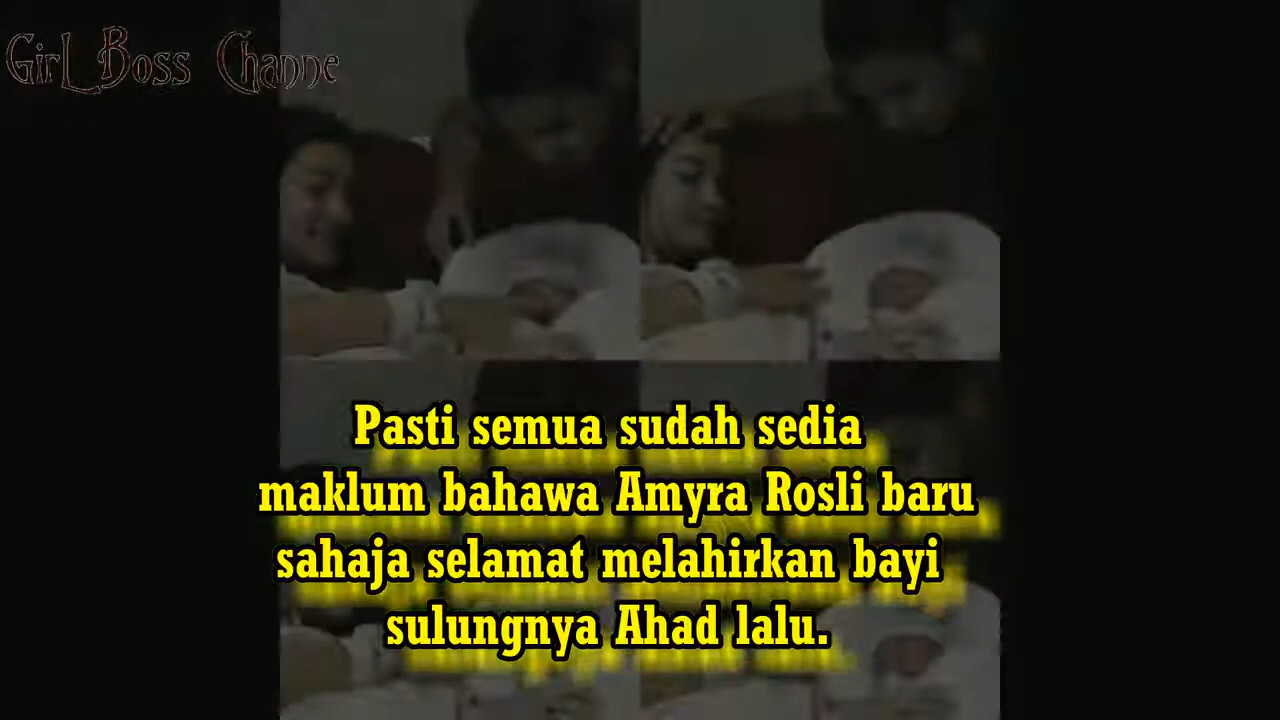 Girl Boss Channe
Pasti semua sudah sedia
maklum bahawa Amyra Rosli baru
sahaja selamat melahirkan bayi
sulungnya Ahad lalu.